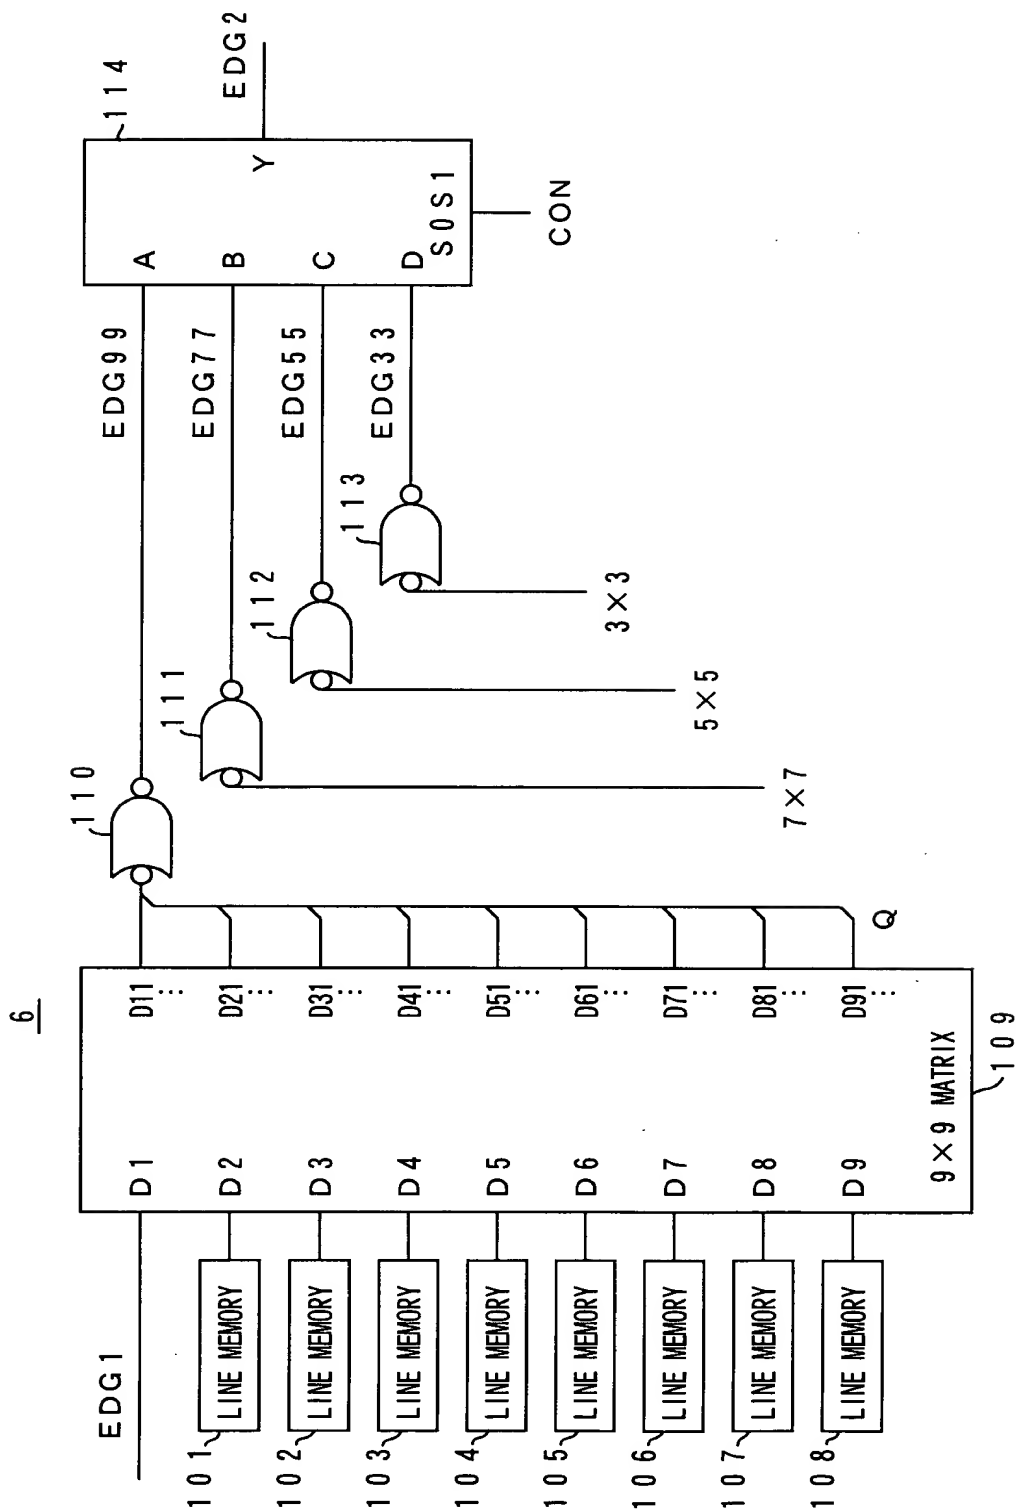 6
EDG1
101
LINE MEMORY
102
LINE MEMORY
103
LINE MEMORY
104
LINE MEMORY
105
LINE MEMORY
106
LINE MEMORY
107
LINE MEMORY
108
LINE MEMORY
D1
D2
D3
D4
D5
D6
D7
D8
D9
9×9 MATRIX
109
D11...
D21...
D31...
D41...
D51...
D61...
D71...
D81...
D91...
Q
110
111
112
113
7×7
5×5
3×3
EDG99
EDG77
EDG55
EDG33
A
B
C
D
Y
S0S1
114
CON
EDG2